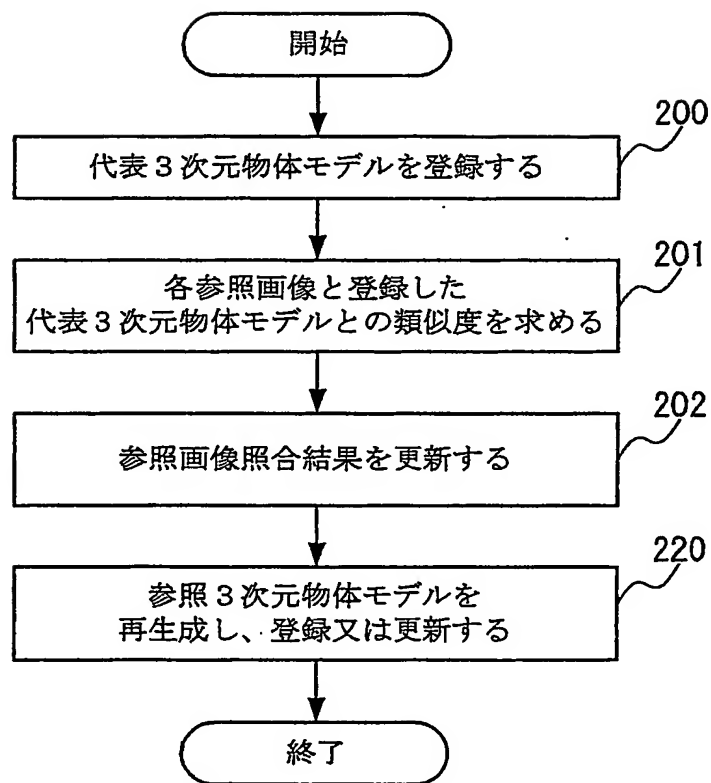 開始
200
代表３次元物体モデルを登録する
201
各参照画像と登録した
代表３次元物体モデルとの類似度を求める
202
参照画像照合結果を更新する
220
参照３次元物体モデルを
再生成し、登録又は更新する
終了